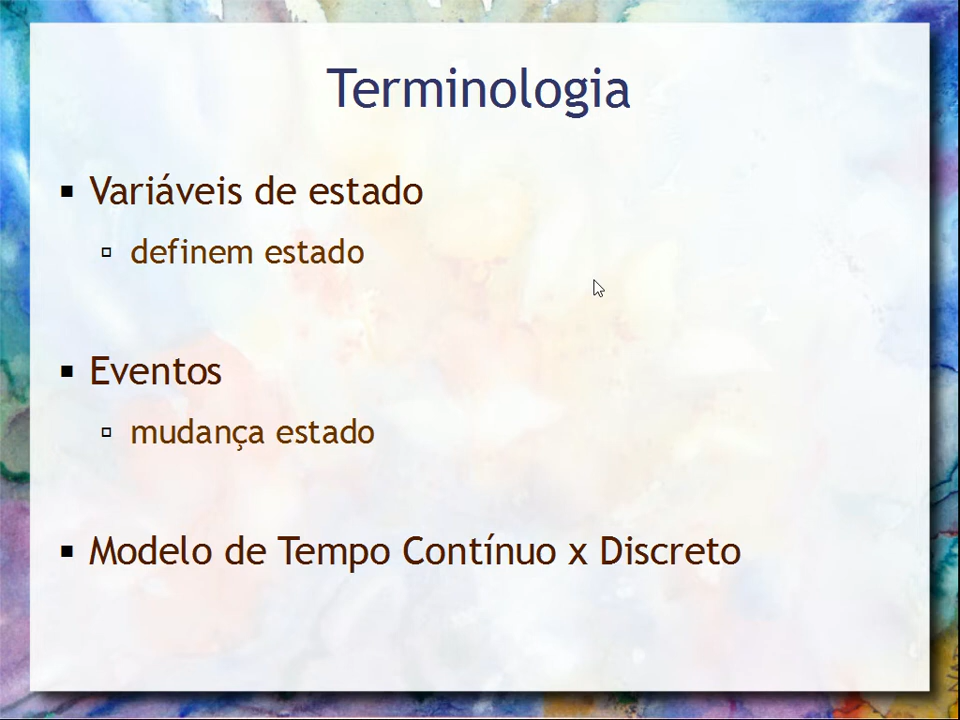 Terminologia
Variáveis de estado
definem estado
Eventos
mudança estado
Modelo de Tempo Contínuo x Discreto